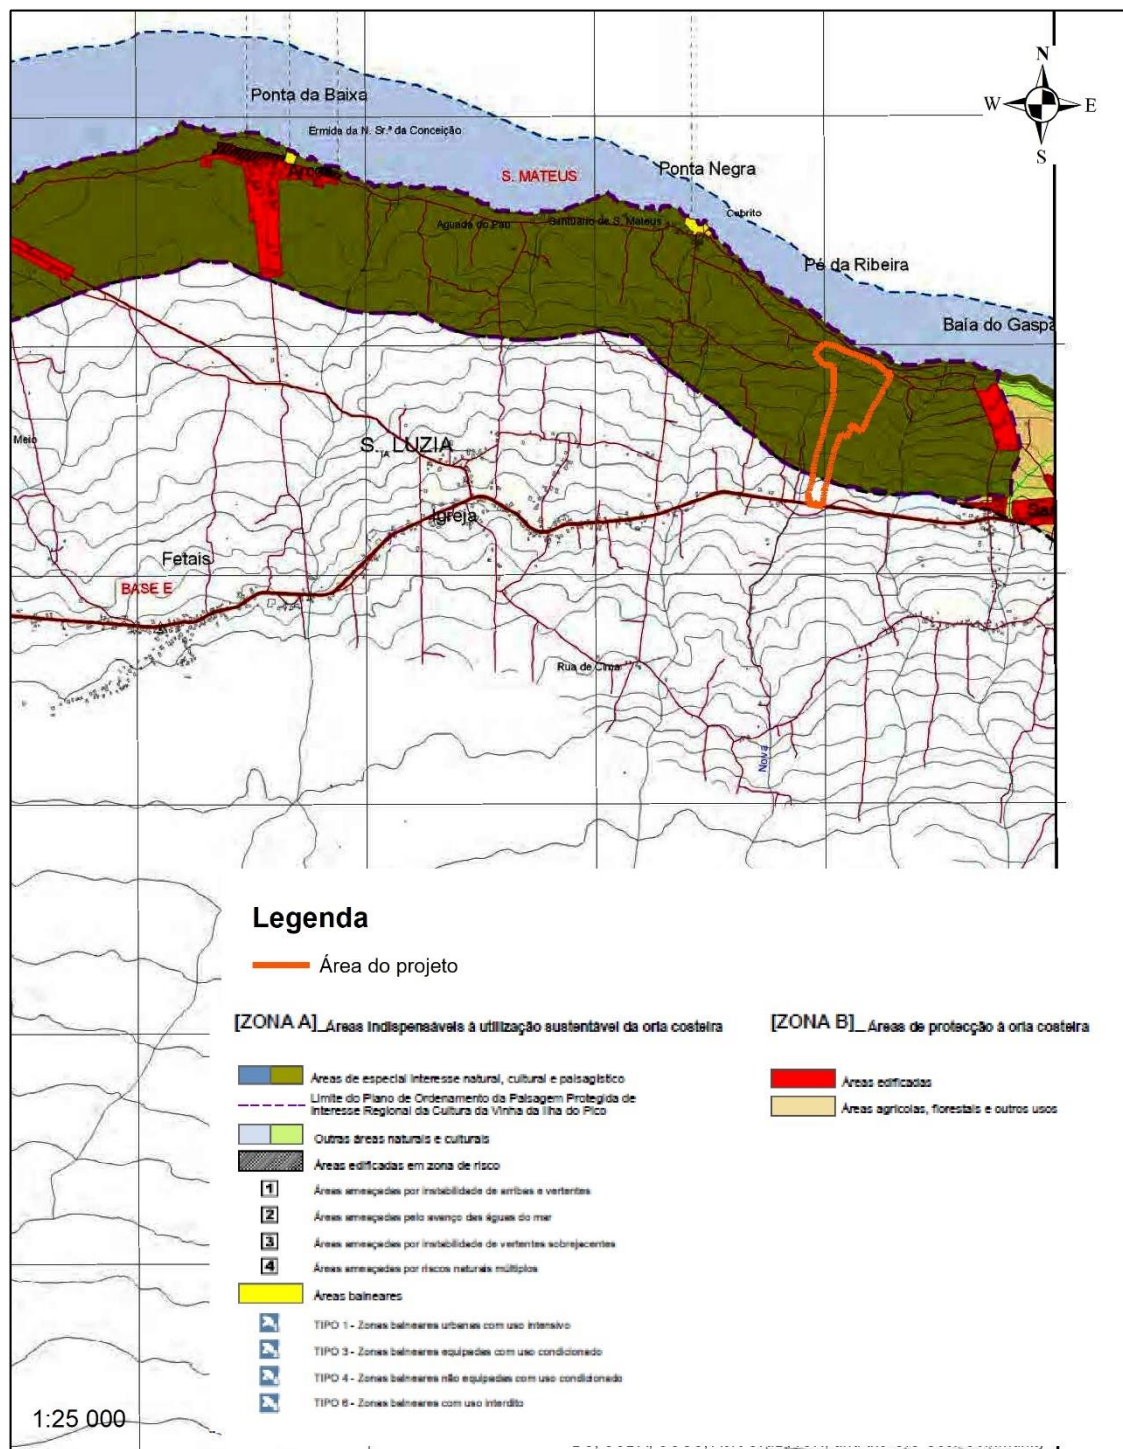 N
W
E
S
Ponta da Baixa
Ermida da N. Sr.ª da Conceição
S. MATEUS
Ponta Negra
Cabrito
Aguada do Pau
Santuário de S. Mateus
Pé da Ribeira
Baía do Gaspa
Meio
S.TA LUZIA
Igreja
Fetais
BASE E
Rua de Cima
Nova
Legenda
Área do projeto
[ZONA A]_Áreas indispensáveis à utilização sustentável da orla costeira
Áreas de especial interesse natural, cultural e paisagístico
Limite do Plano de Ordenamento da Paisagem Protegida de
Interesse Regional da Cultura da Vinha da Ilha do Pico
Outras áreas naturais e culturais
Áreas edificadas em zona de risco
1 Áreas ameaçadas por instabilidade de arribas e vertentes
2 Áreas ameaçadas pelo avanço das águas do mar
3 Áreas ameaçadas por instabilidade de vertentes sobrejacentes
4 Áreas ameaçadas por riscos naturais múltiplos
Áreas balneares
TIPO 1 - Zonas balneares urbanas com uso intensivo
TIPO 3 - Zonas balneares equipadas com uso condicionado
TIPO 4 - Zonas balneares não equipadas com uso condicionado
TIPO 6 - Zonas balneares com uso interdito
[ZONA B]_ Áreas de protecção à orla costeira
Áreas edificadas
Áreas agrícolas, florestais e outros usos
1:25 000